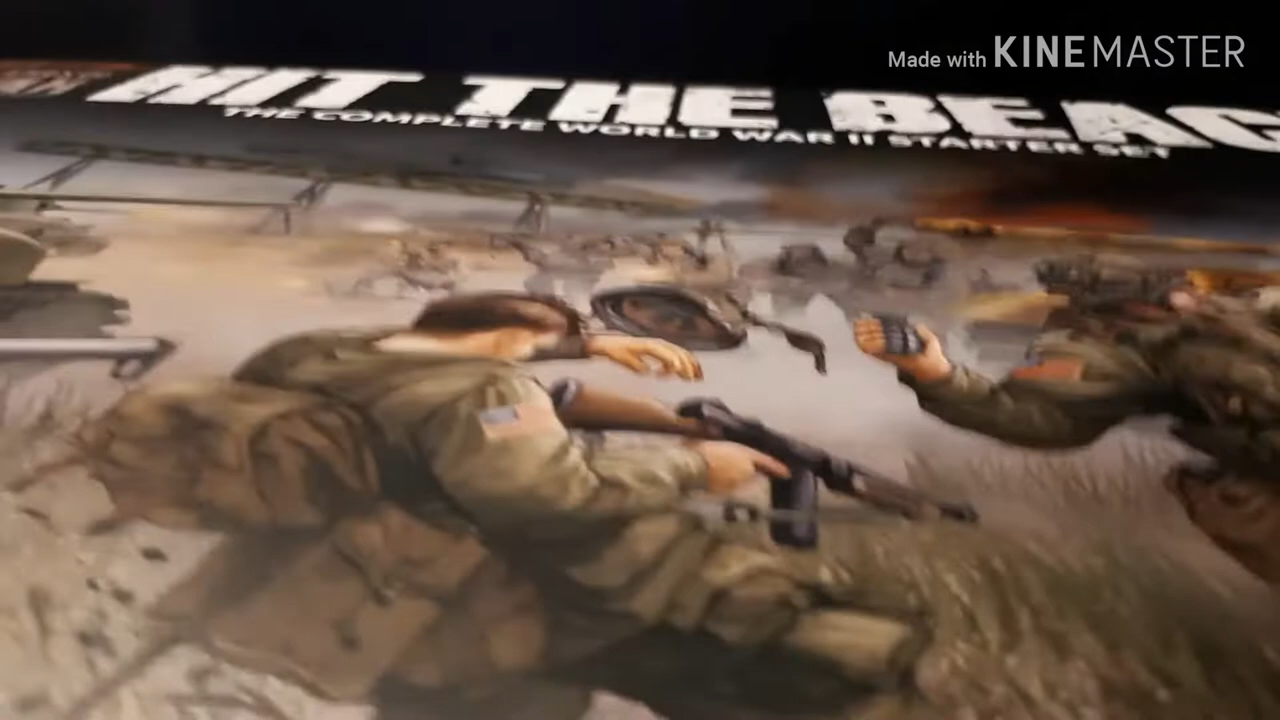 Made with KINEMASTER
HIT THE BEAC
THE COMPLETE WORLD WAR II STARTER SET